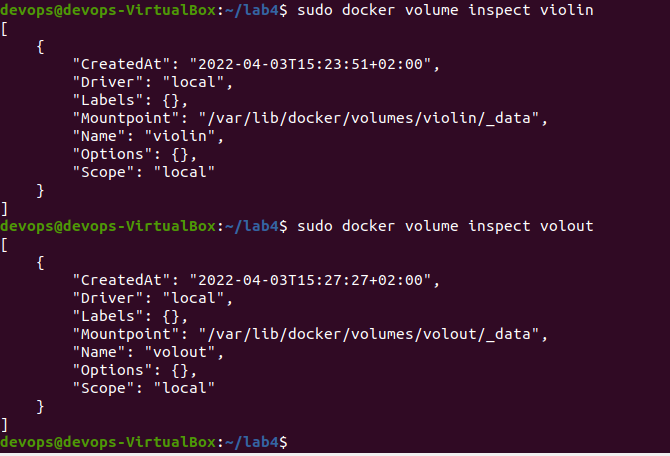 devops@devops-VirtualBox:~/lab4$ sudo docker volume inspect violin
[
    {
        "CreatedAt": "2022-04-03T15:23:51+02:00",
        "Driver": "local",
        "Labels": {},
        "Mountpoint": "/var/lib/docker/volumes/violin/_data",
        "Name": "violin",
        "Options": {},
        "Scope": "local"
    }
]
devops@devops-VirtualBox:~/lab4$ sudo docker volume inspect volout
[
    {
        "CreatedAt": "2022-04-03T15:27:27+02:00",
        "Driver": "local",
        "Labels": {},
        "Mountpoint": "/var/lib/docker/volumes/volout/_data",
        "Name": "volout",
        "Options": {},
        "Scope": "local"
    }
]
devops@devops-VirtualBox:~/lab4$